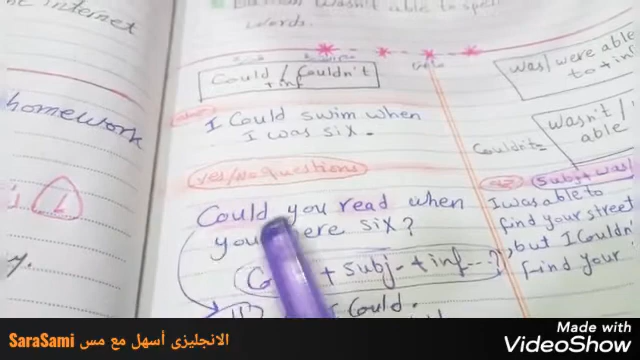 wasn't able to spell
words.
internet
homework
Could / Couldn't
+ inf
I Could swim when
I was six.
yes/no questions
Could you read when
you were six?
+ subj- + inf--?
Could.
was/were able
to + inf
Couldn't =
wasn't /
able
subj + was/
I was able to
find your street
, but I Couldn'
find your
الانجليزى أسهل مع مس SaraSami
Made with
VideoShow